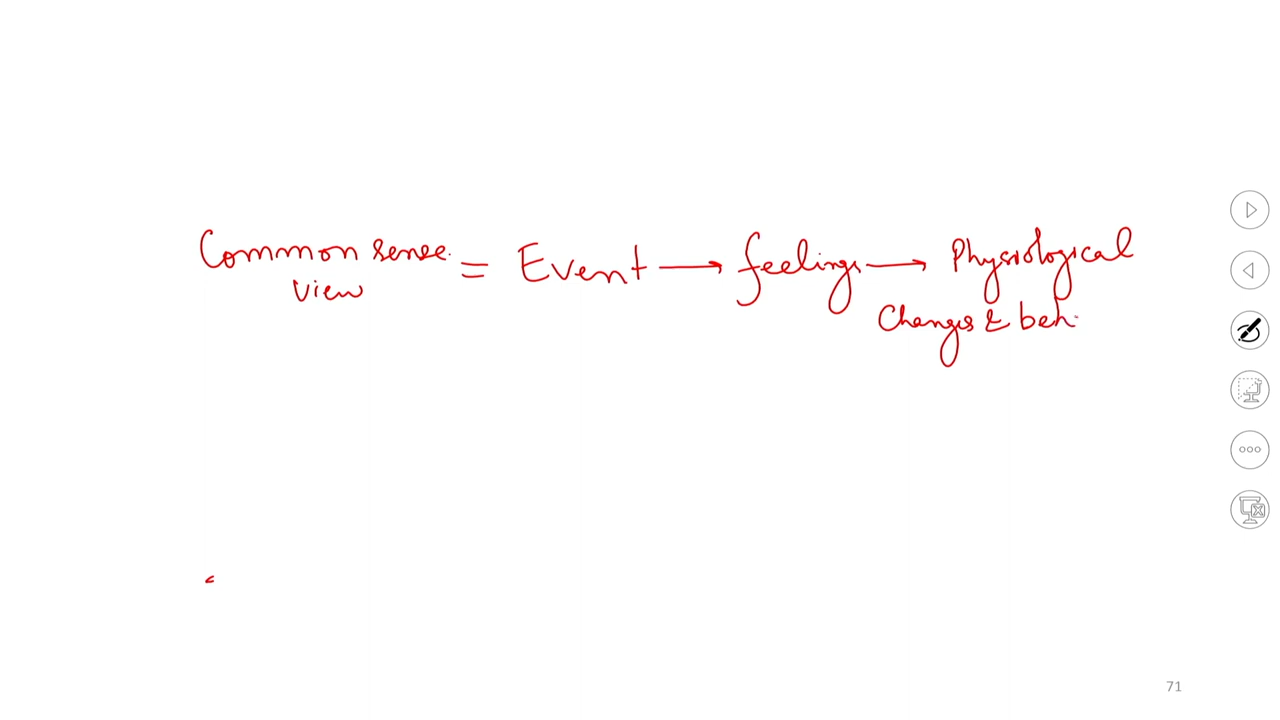 Common sense = Event → feelings → Physiological
view
Changes & beh.
71